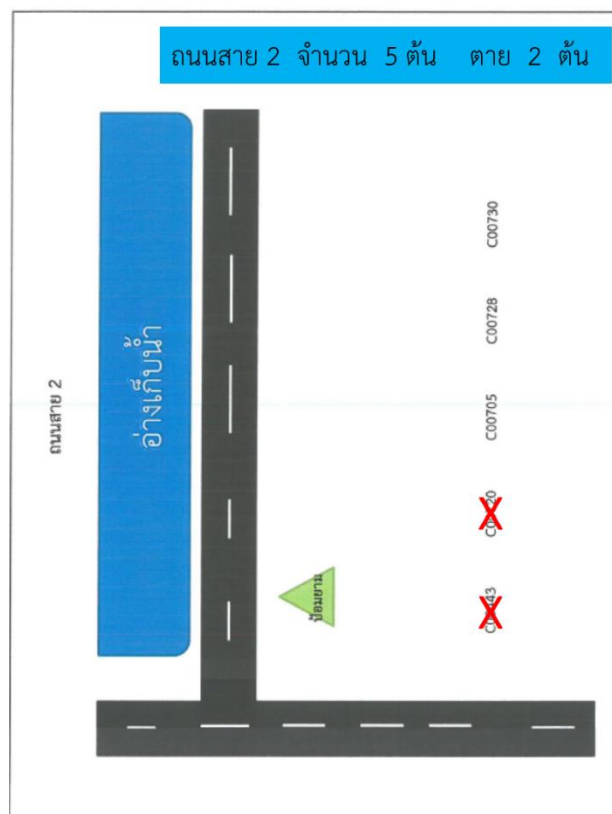 ถนนสาย 2 จำนวน 5 ต้น ตาย 2 ต้น
ถนนสาย 2
อ่างเก็บน้ำ
ป้อมยาม
C00730
C00728
C00705